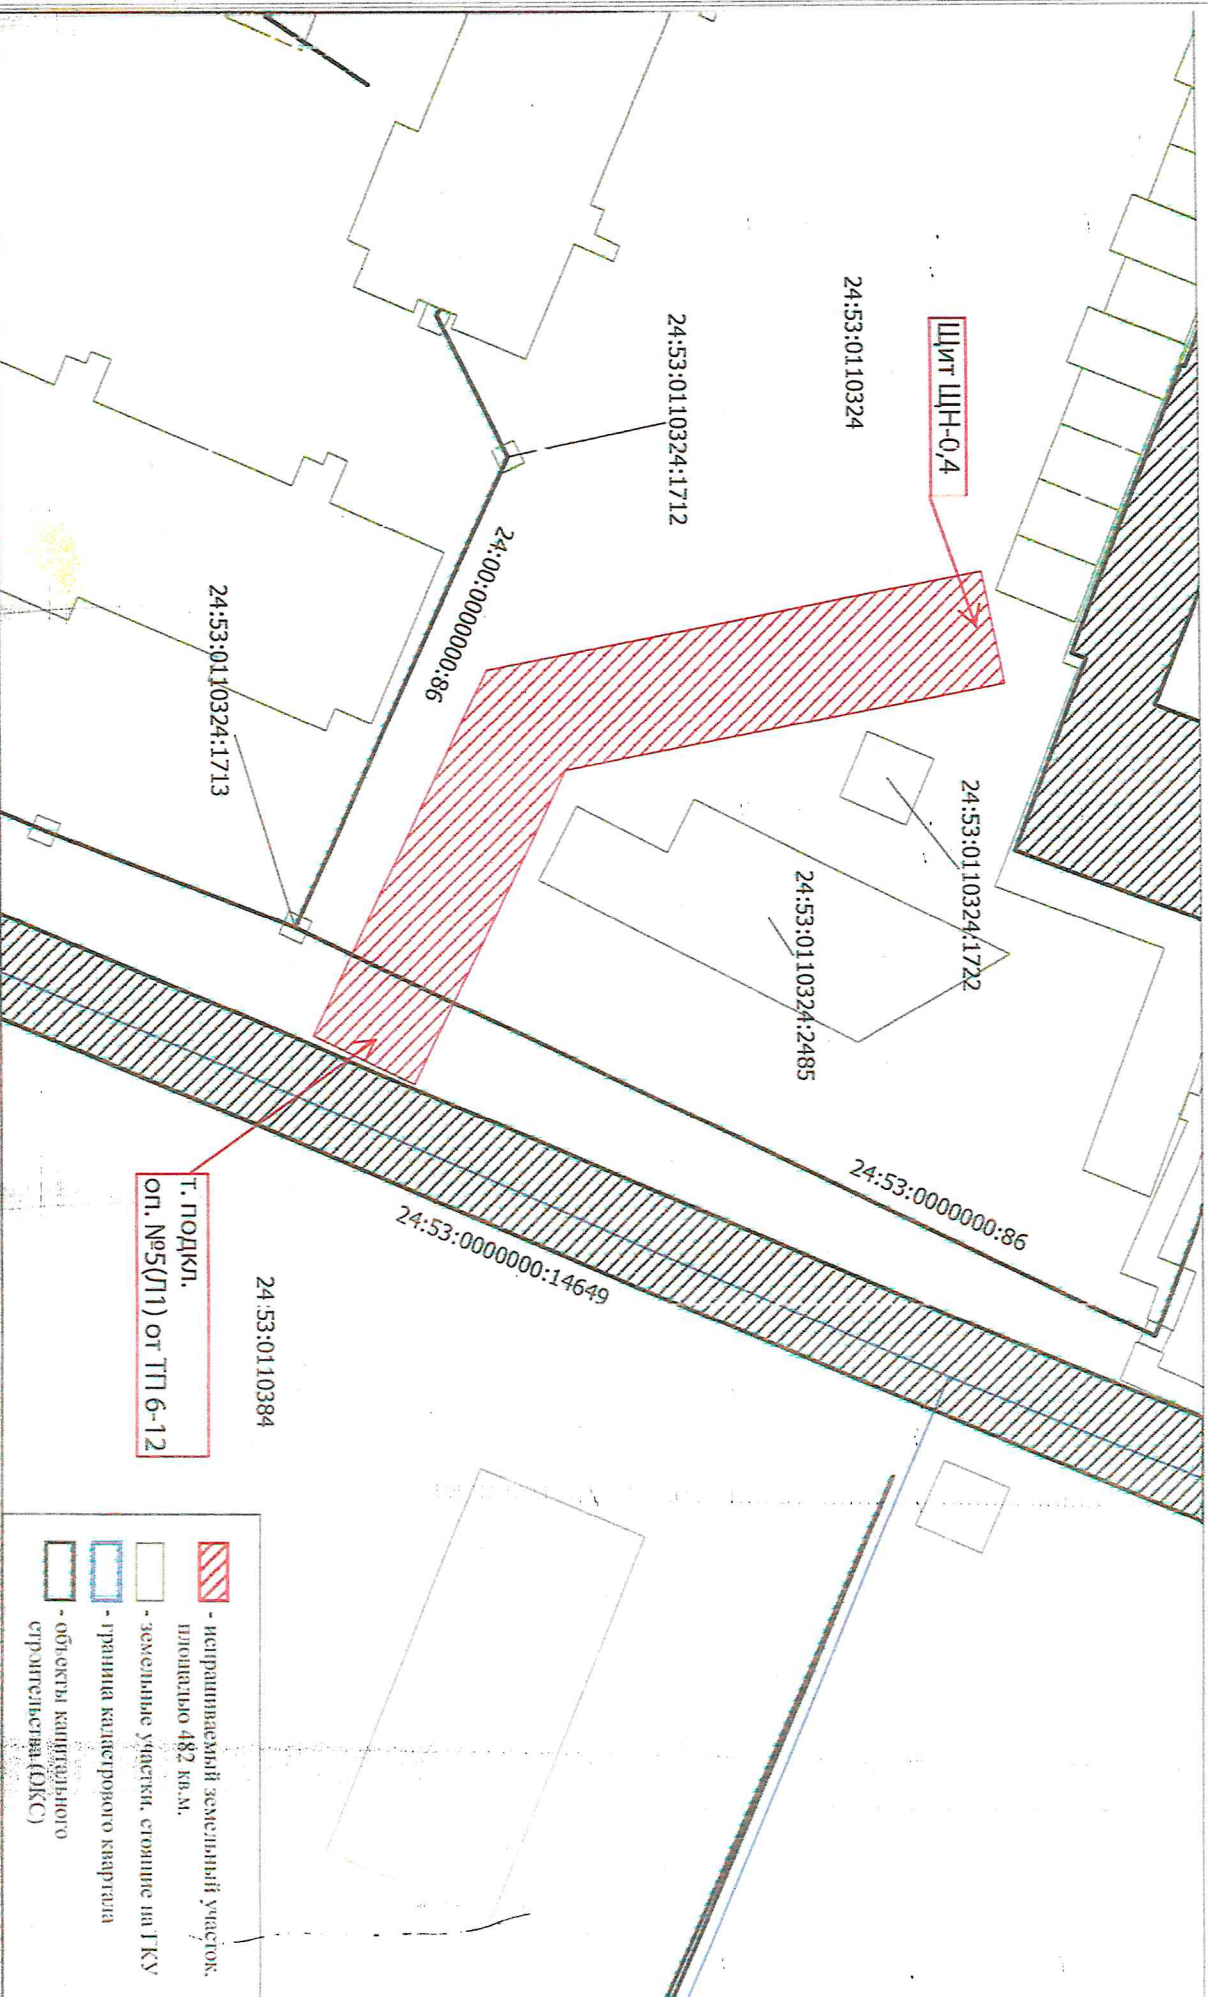 Щит ЩН-0,4
24:53:0110324
24:53:0110324:1712
24:00:0000000:86
24:53:0110324:1713
24:53:0110324:1722
24:53:0110324:2485
24:53:0000000:86
24:53:0000000:14649
т. подкл.
оп. №5(Л1) от ТП 6-12
24:53:0110384
- испрашиваемый земельный участок,
площадью 482 кв.м.
- земельные участки, стоящие на ГКУ
- граница кадастрового квартала
- объекты капитального
строительства (ОКС)